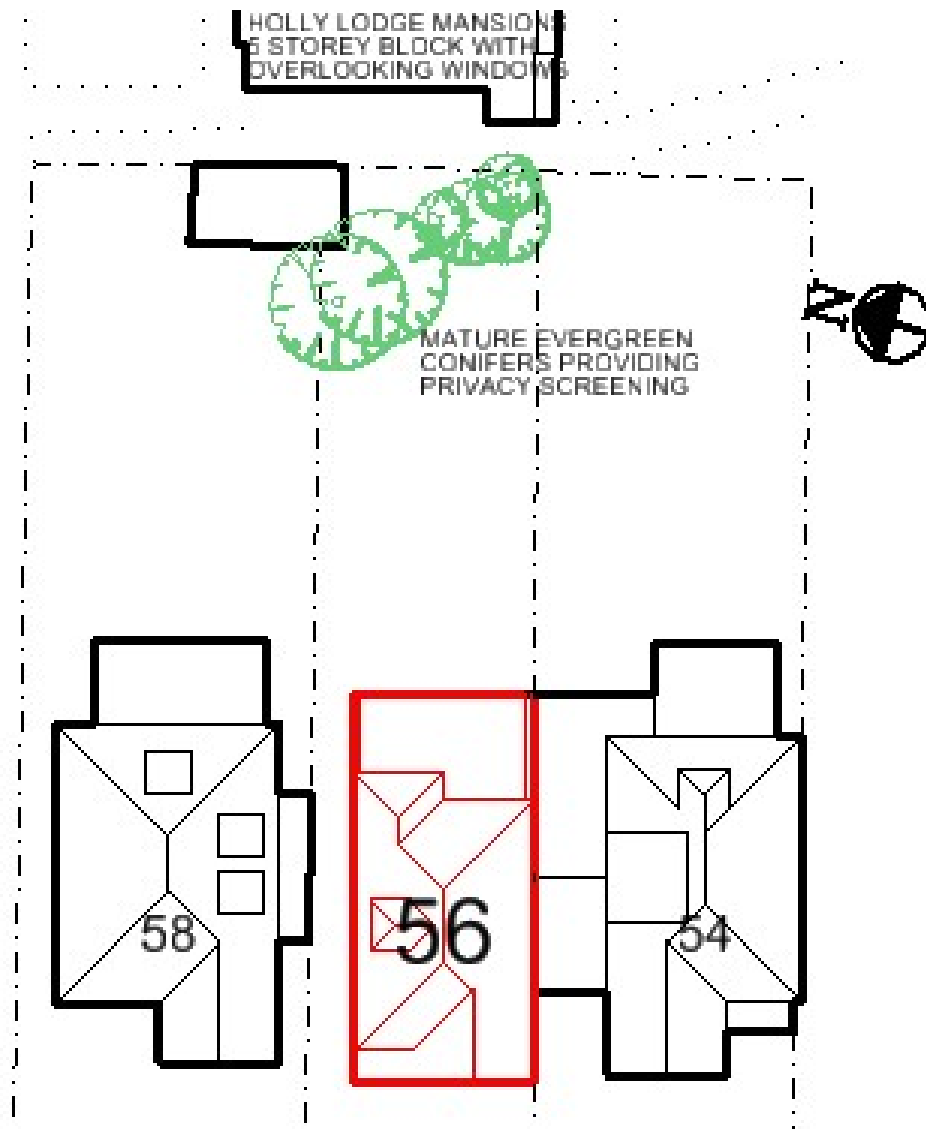 HOLLY LODGE MANSIONS
5 STOREY BLOCK WITH
OVERLOOKING WINDOWS
N
MATURE EVERGREEN
CONIFERS PROVIDING
PRIVACY SCREENING
58
56
54